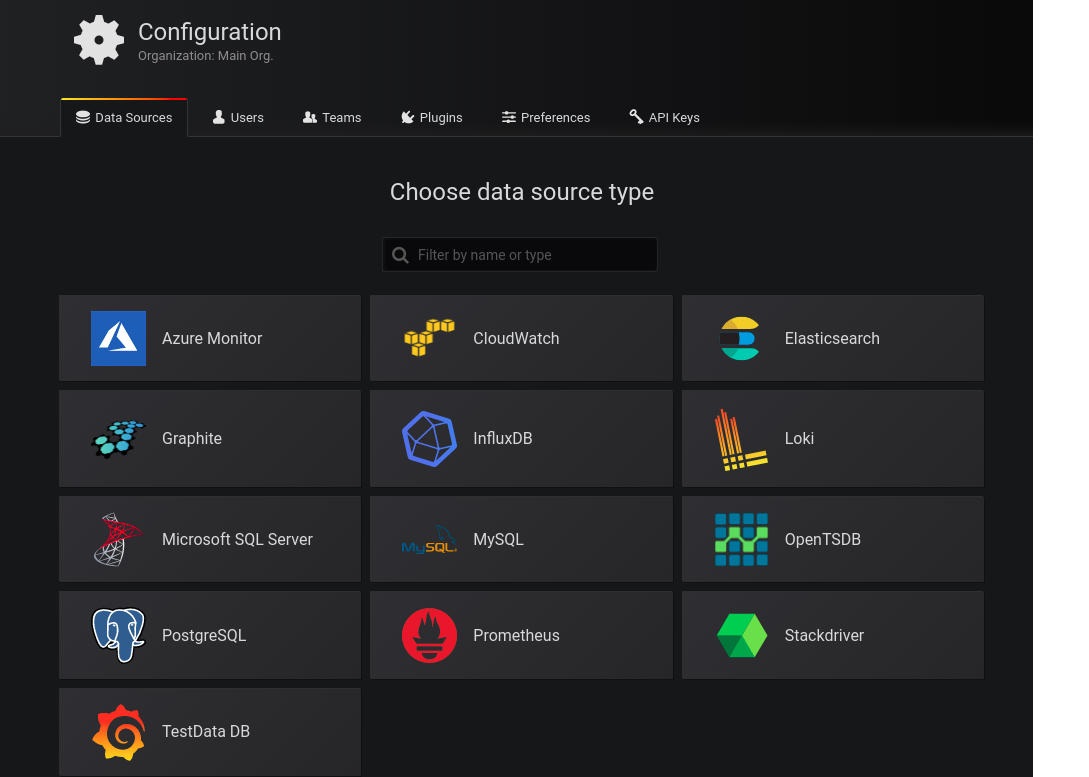 Configuration
Organization: Main Org.
Data Sources Users Teams Plugins Preferences API Keys
Choose data source type
Filter by name or type
Azure Monitor CloudWatch Elasticsearch
Graphite InfluxDB Loki
Microsoft SQL Server MySQL MySQL OpenTSDB
PostgreSQL Prometheus Stackdriver
TestData DB